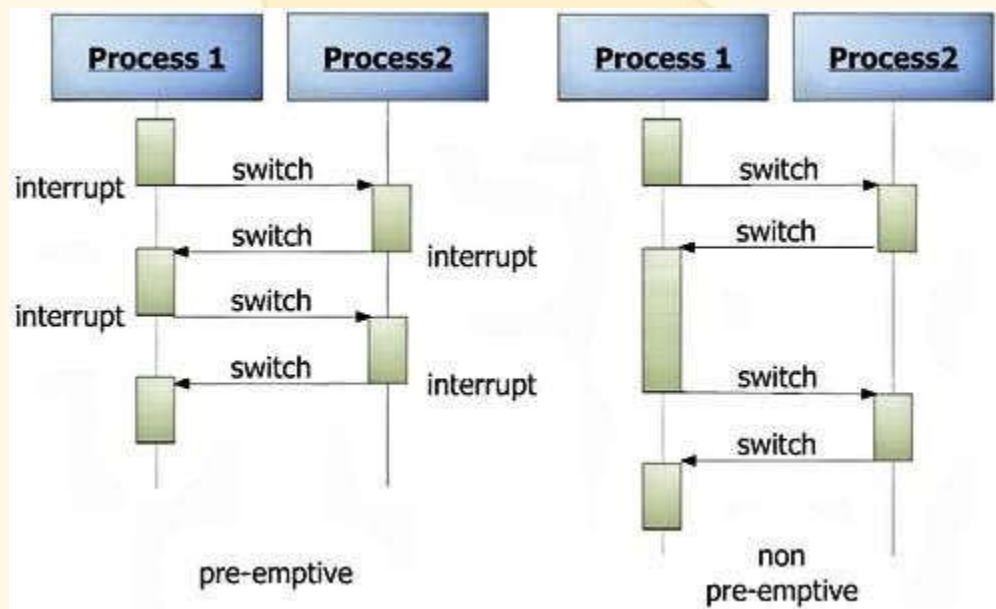 Process 1
Process2
interrupt
switch
switch
interrupt
interrupt
switch
switch
interrupt
pre-emptive
Process 1
Process2
switch
switch
switch
switch
non
pre-emptive